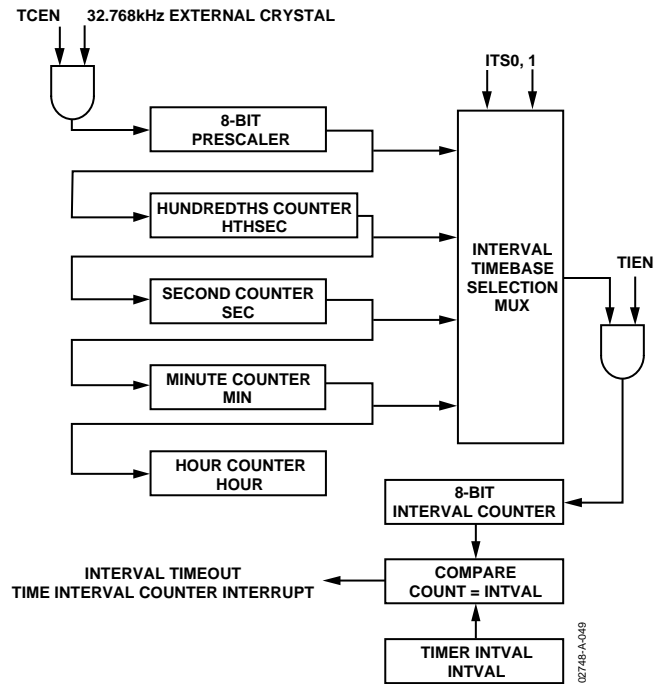 TCEN 32.768kHz EXTERNAL CRYSTAL
ITS0, 1
8-BIT
PRESCALER
HUNDREDTHS COUNTER
HTHSEC
INTERVAL
TIMEBASE
SELECTION
MUX
TIEN
SECOND COUNTER
SEC
MINUTE COUNTER
MIN
HOUR COUNTER
HOUR
8-BIT
INTERVAL COUNTER
INTERVAL TIMEOUT
TIME INTERVAL COUNTER INTERRUPT
COMPARE
COUNT = INTVAL
TIMER INTVAL
INTVAL
02748-A-049